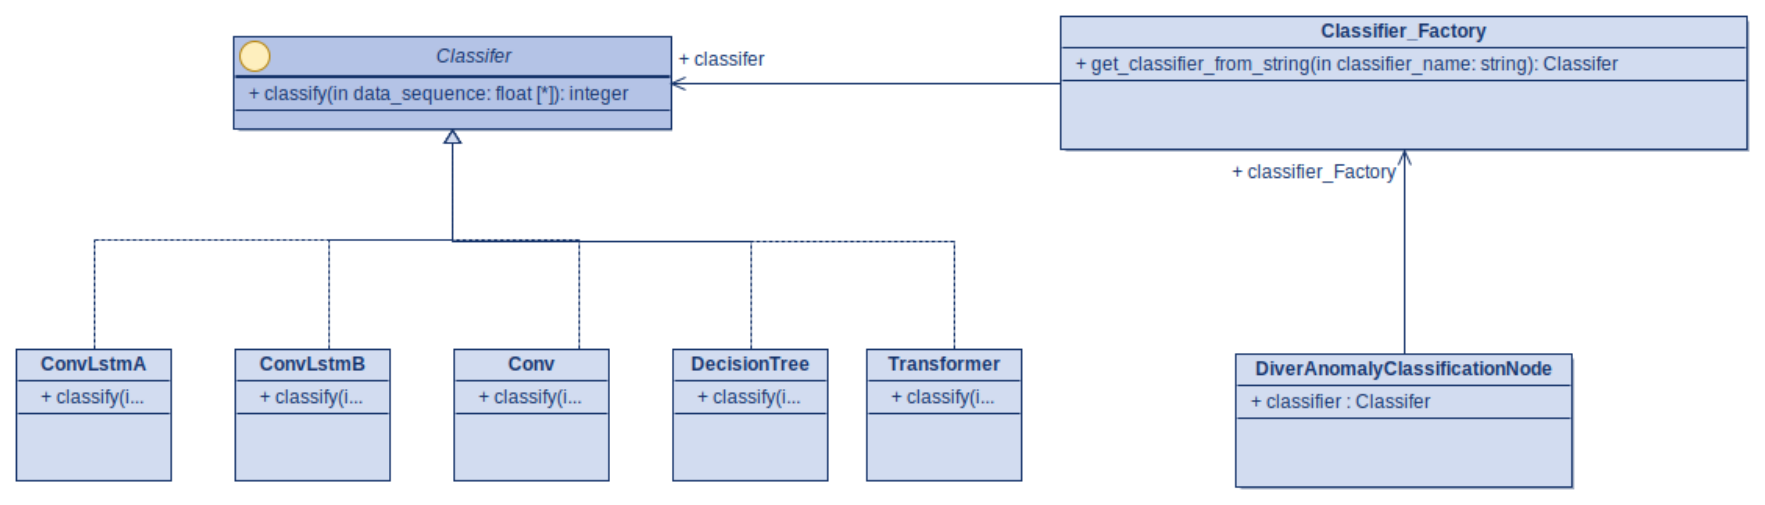 Classifer
+ classify(in data_sequence: float [*]): integer
+ classifer
Classifier_Factory
+ get_classifier_from_string(in classifier_name: string): Classifer
+ classifier_Factory
ConvLstmA
+ classify(i...
ConvLstmB
+ classify(i...
Conv
+ classify(i...
DecisionTree
+ classify(i...
Transformer
+ classify(i...
DiverAnomalyClassificationNode
+ classifier : Classifer